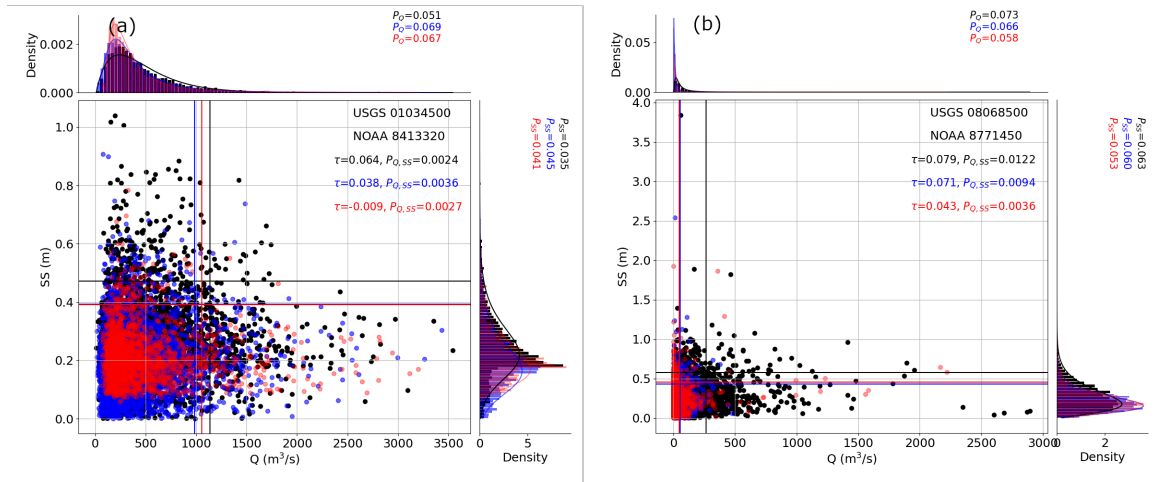 (a)
P_Q=0.051
P_Q=0.069
P_Q=0.067
Density
0.002
0.000
USGS 01034500
NOAA 8413320
τ=0.064, P_Q,SS=0.0024
τ=0.038, P_Q,SS=0.0036
τ=-0.009, P_Q,SS=0.0027
SS (m)
1.0
0.8
0.6
0.4
0.2
0.0
0 500 1000 1500 2000 2500 3000 3500
Q (m³/s)
P_SS=0.035
P_SS=0.045
P_SS=0.041
0
Density
(b)
P_Q=0.073
P_Q=0.066
P_Q=0.058
Density
0.05
0.00
USGS 08068500
NOAA 8771450
τ=0.079, P_Q,SS=0.0122
τ=0.071, P_Q,SS=0.0094
τ=0.043, P_Q,SS=0.0036
SS (m)
4.0
3.5
3.0
2.5
2.0
1.5
1.0
0.5
0.0
0 500 1000 1500 2000 2500 3000
Q (m³/s)
P_SS=0.063
P_SS=0.060
P_SS=0.053
0 2
Density